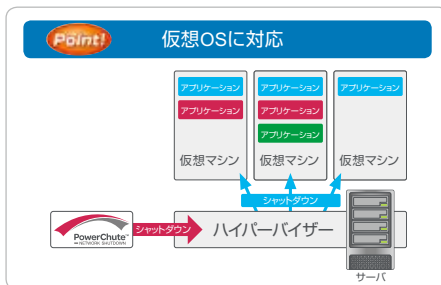 Point!
仮想OSに対応
アプリケーション
アプリケーション
仮想マシン
アプリケーション
アプリケーション
アプリケーション
仮想マシン
アプリケーション
仮想マシン
シャットダウン
PowerChute™
NETWORK SHUTDOWN
シャットダウン
ハイパーバイザー
サーバ